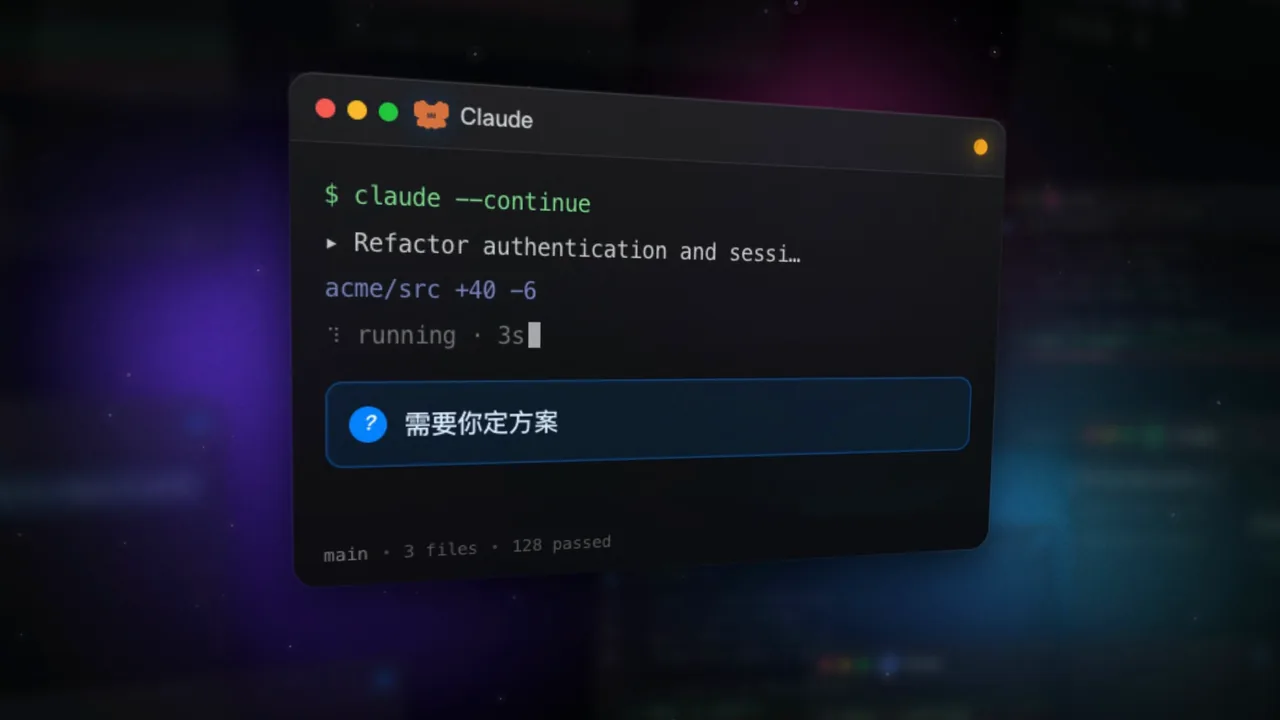 Claude
$ claude --continue
▸ Refactor authentication and sessi…
acme/src +40 -6
⠹ running · 3s
? 需要你定方案
main · 3 files · 128 passed